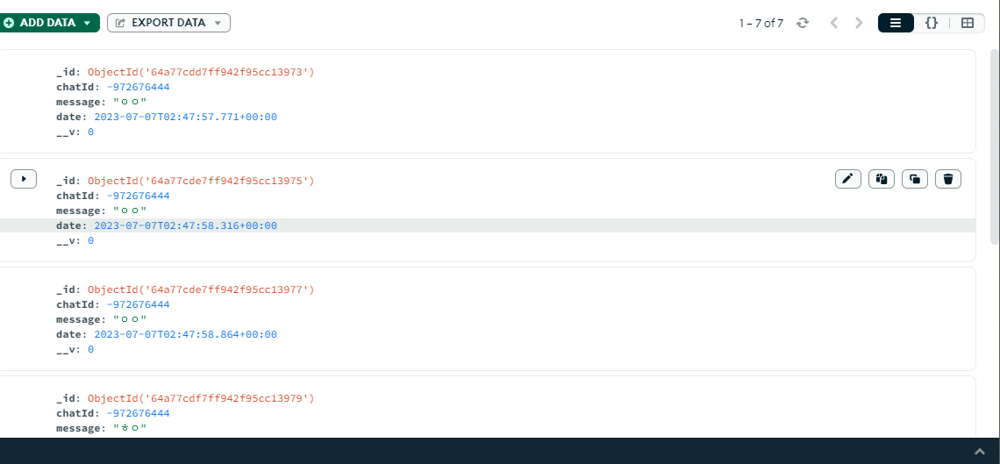 ADD DATA
EXPORT DATA
1 – 7 of 7
{}
_id: ObjectId('64a77cdd7ff942f95cc13973')
chatId: -972676444
message: "ㅇㅇ"
date: 2023-07-07T02:47:57.771+00:00
__v: 0
_id: ObjectId('64a77cde7ff942f95cc13975')
chatId: -972676444
message: "ㅇㅇ"
date: 2023-07-07T02:47:58.316+00:00
__v: 0
_id: ObjectId('64a77cde7ff942f95cc13977')
chatId: -972676444
message: "ㅇㅇ"
date: 2023-07-07T02:47:58.864+00:00
__v: 0
_id: ObjectId('64a77cdf7ff942f95cc13979')
chatId: -972676444
message: "ㅎㅇ"